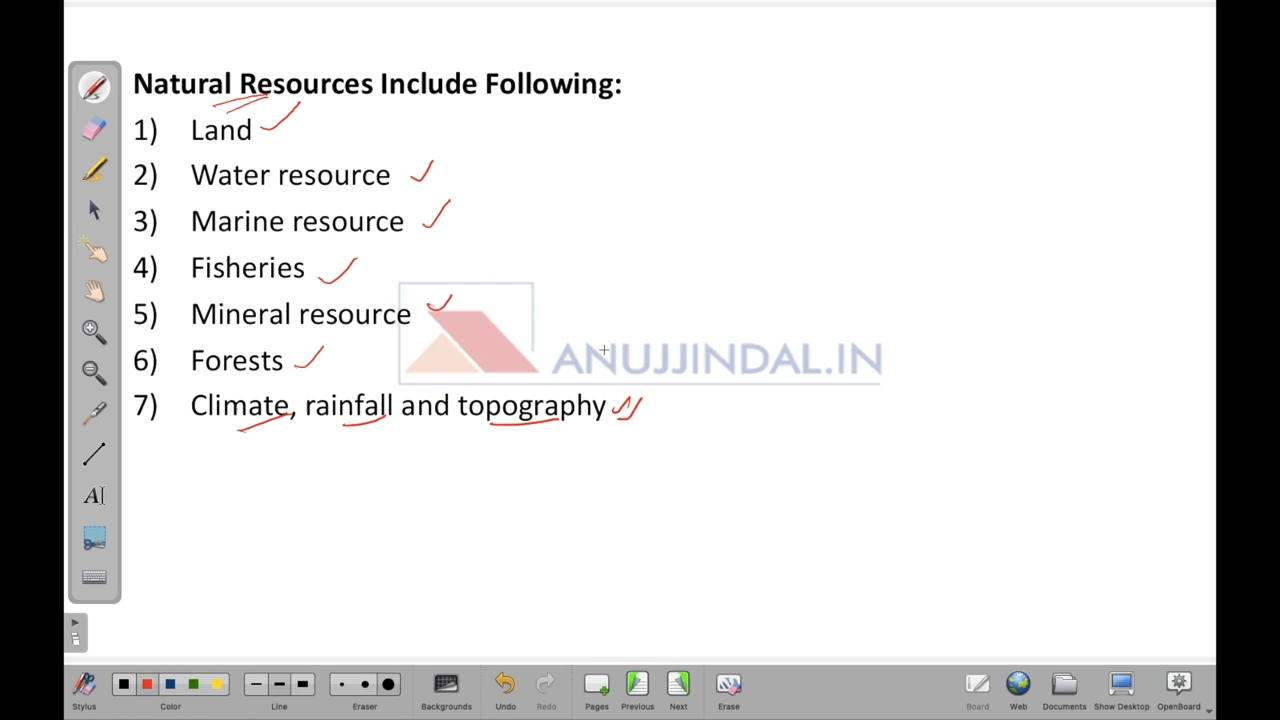 Natural Resources Include Following:
1) Land
2) Water resource
3) Marine resource
4) Fisheries
5) Mineral resource
6) Forests
7) Climate, rainfall and topography
ANUJJINDAL.IN
A
Stylus Color Line Eraser Backgrounds Undo Redo Pages Previous Next Erase Board Web Documents Show Desktop OpenBoard